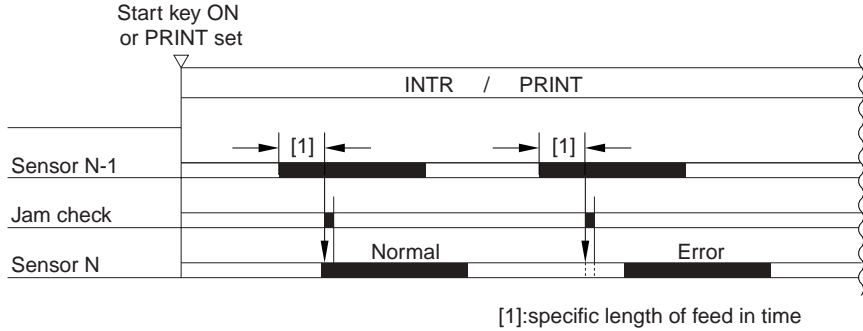 Start key ON
or PRINT set
INTR / PRINT
[1] [1]
Sensor N-1
Jam check
Normal Error
Sensor N
[1]:specific length of feed in time